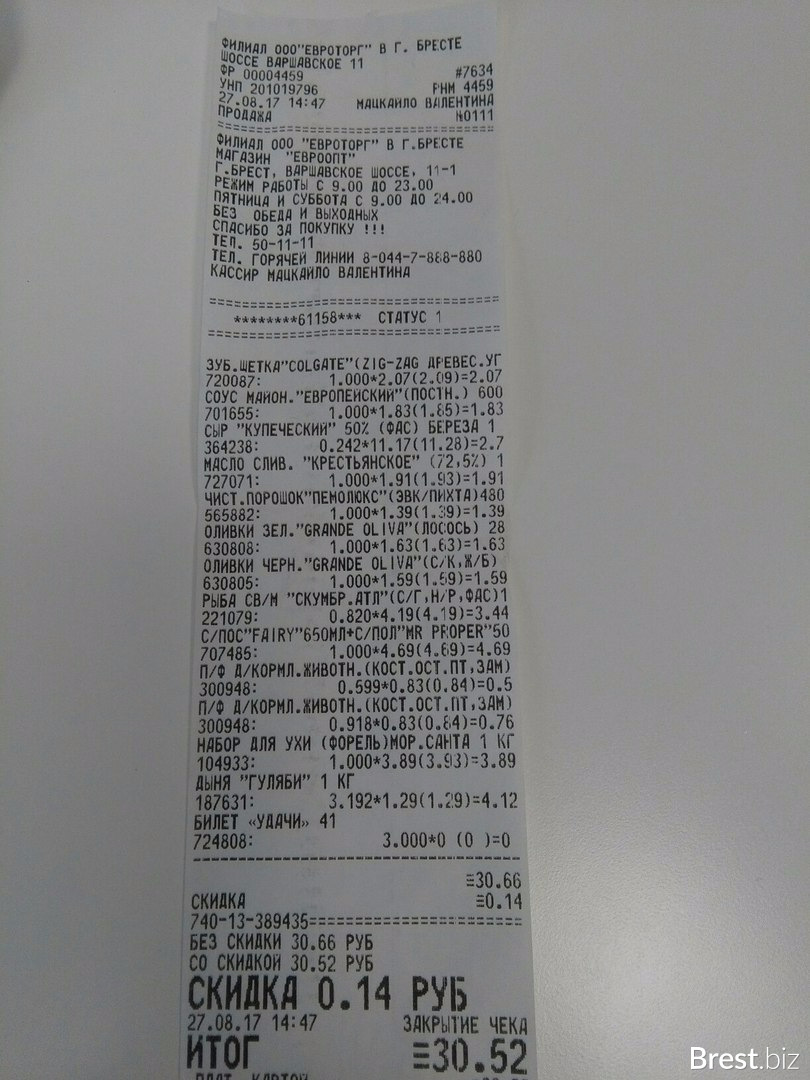 ФИЛИАЛ ООО"ЕВРОТОРГ" В Г. БРЕСТЕ
ШОССЕ ВАРШАВСКОЕ 11
ФР 00004459 #7634
УНП 201019796 РНМ 4459
27.08.17 14:47 МАЦКАЙЛО ВАЛЕНТИНА
ПРОДАЖА №0111
ФИЛИАЛ ООО "ЕВРОТОРГ" В Г.БРЕСТЕ
МАГАЗИН "ЕВРООПТ"
Г.БРЕСТ, ВАРШАВСКОЕ ШОССЕ, 11-1
РЕЖИМ РАБОТЫ С 9.00 ДО 23.00
ПЯТНИЦА И СУББОТА С 9.00 ДО 24.00
БЕЗ ОБЕДА И ВЫХОДНЫХ
СПАСИБО ЗА ПОКУПКУ !!!
ТЕЛ. 50-11-11
ТЕЛ. ГОРЯЧЕЙ ЛИНИИ 8-044-7-888-880
КАССИР МАЦКАЙЛО ВАЛЕНТИНА
********61158*** СТАТУС 1
ЗУБ.ЩЕТКА"COLGATE"(ZIG-ZAG ДРЕВЕС.УГ
720087: 1.000*2.07(2.09)=2.07
СОУС МАЙОН."ЕВРОПЕЙСКИЙ"(ПОСТН.) 600
701655: 1.000*1.83(1.85)=1.83
СЫР "КУПЕЧЕСКИЙ" 50% (ФАС) БЕРЕЗА 1
364238: 0.242*11.17(11.28)=2.7
МАСЛО СЛИВ. "КРЕСТЬЯНСКОЕ" (72,5%) 1
727071: 1.000*1.91(1.93)=1.91
ЧИСТ.ПОРОШОК"ПЕМОЛЮКС"(ЭВК/ПИХТА)480
565882: 1.000*1.39(1.39)=1.39
ОЛИВКИ ЗЕЛ."GRANDE OLIVA"(ЛОСОСЬ) 28
630808: 1.000*1.63(1.63)=1.63
ОЛИВКИ ЧЕРН."GRANDE OLIVA"(С/К,Ж/Б)
630805: 1.000*1.59(1.59)=1.59
РЫБА СВ/М "СКУМБР.АТЛ"(С/Г,Н/Р,ФАС)1
221079: 0.820*4.19(4.19)=3.44
С/ПОС"FAIRY"650МЛ+С/ПОЛ"MR PROPER"50
707485: 1.000*4.69(4.69)=4.69
П/Ф Д/КОРМЛ.ЖИВОТН.(КОСТ.ОСТ.ПТ,ЗАМ)
300948: 0.599*0.83(0.84)=0.5
П/Ф Д/КОРМЛ.ЖИВОТН.(КОСТ.ОСТ.ПТ,ЗАМ)
300948: 0.918*0.83(0.84)=0.76
НАБОР ДЛЯ УХИ (ФОРЕЛЬ)МОР.САНТА 1 КГ
104933: 1.000*3.89(3.93)=3.89
ДЫНЯ "ГУЛЯБИ" 1 КГ
187631: 3.192*1.29(1.29)=4.12
БИЛЕТ «УДАЧИ» 41
724808: 3.000*0 (0 )=0
≡30.66
СКИДКА ≡0.14
740-13-389435
БЕЗ СКИДКИ 30.66 РУБ
СО СКИДКОЙ 30.52 РУБ
СКИДКА 0.14 РУБ
27.08.17 14:47 ЗАКРЫТИЕ ЧЕКА
ИТОГ ≡30.52
Brest.biz